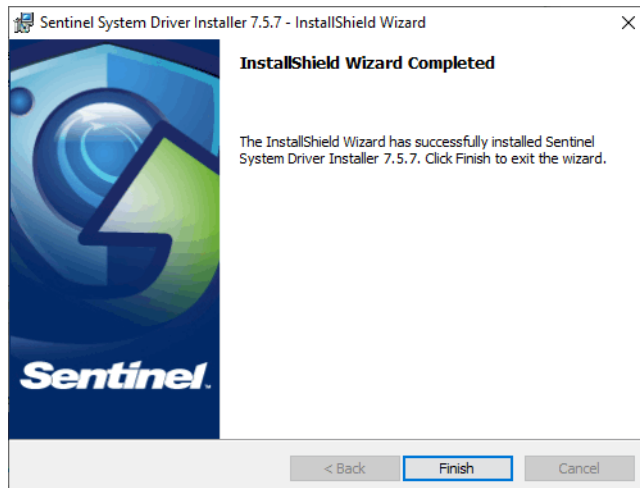 Sentinel System Driver Installer 7.5.7 - InstallShield Wizard
InstallShield Wizard Completed
The InstallShield Wizard has successfully installed Sentinel
System Driver Installer 7.5.7. Click Finish to exit the wizard.
Sentinel.
< Back
Finish
Cancel